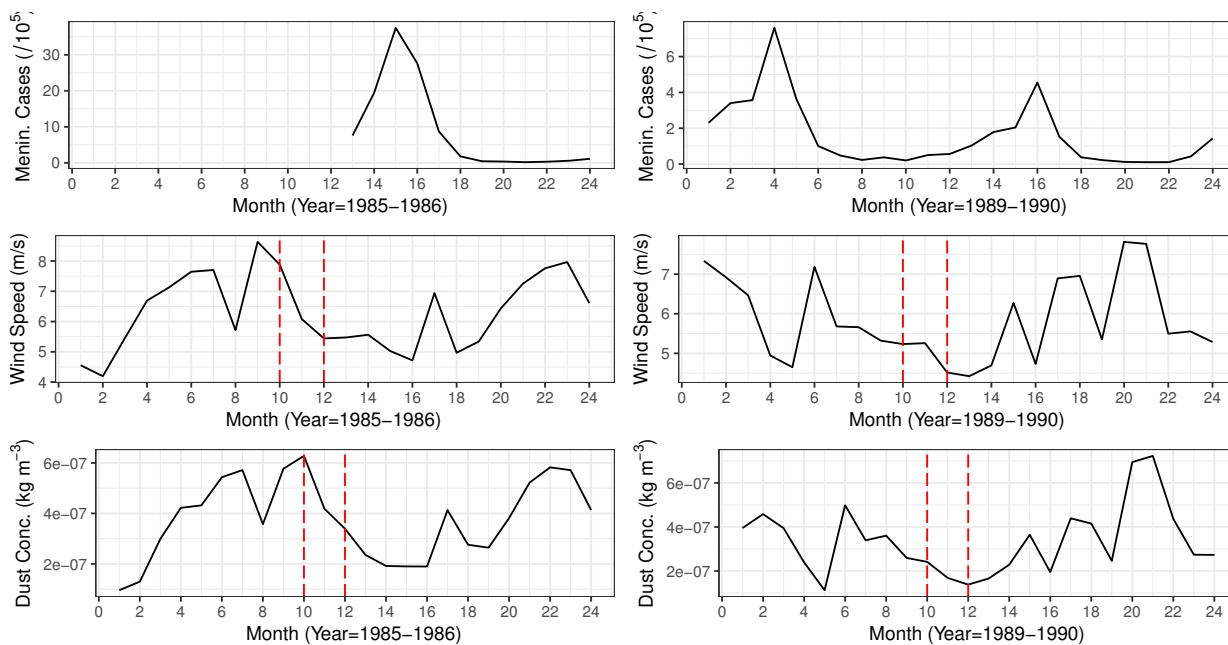 Menin. Cases (/10⁵
30
20
10
0
0 2 4 6 8 10 12 14 16 18 20 22 24
Month (Year=1985−1986)
Menin. Cases (/10⁵
6
4
2
0
0 2 4 6 8 10 12 14 16 18 20 22 24
Month (Year=1989−1990)
Wind Speed (m/s)
8
7
6
5
4
0 2 4 6 8 10 12 14 16 18 20 22 24
Month (Year=1985−1986)
Wind Speed (m/s)
7
6
5
0 2 4 6 8 10 12 14 16 18 20 22 24
Month (Year=1989−1990)
Dust Conc. (kg m⁻³)
6e−07
4e−07
2e−07
0 2 4 6 8 10 12 14 16 18 20 22 24
Month (Year=1985−1986)
Dust Conc. (kg m⁻³)
6e−07
4e−07
2e−07
0 2 4 6 8 10 12 14 16 18 20 22 24
Month (Year=1989−1990)